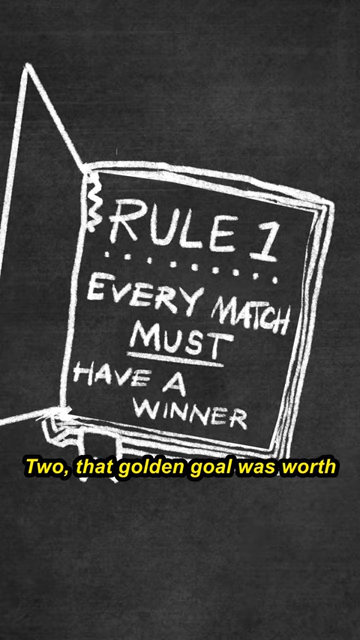 RULE 1
EVERY MATCH
MUST
HAVE A
WINNER
Two, that golden goal was worth